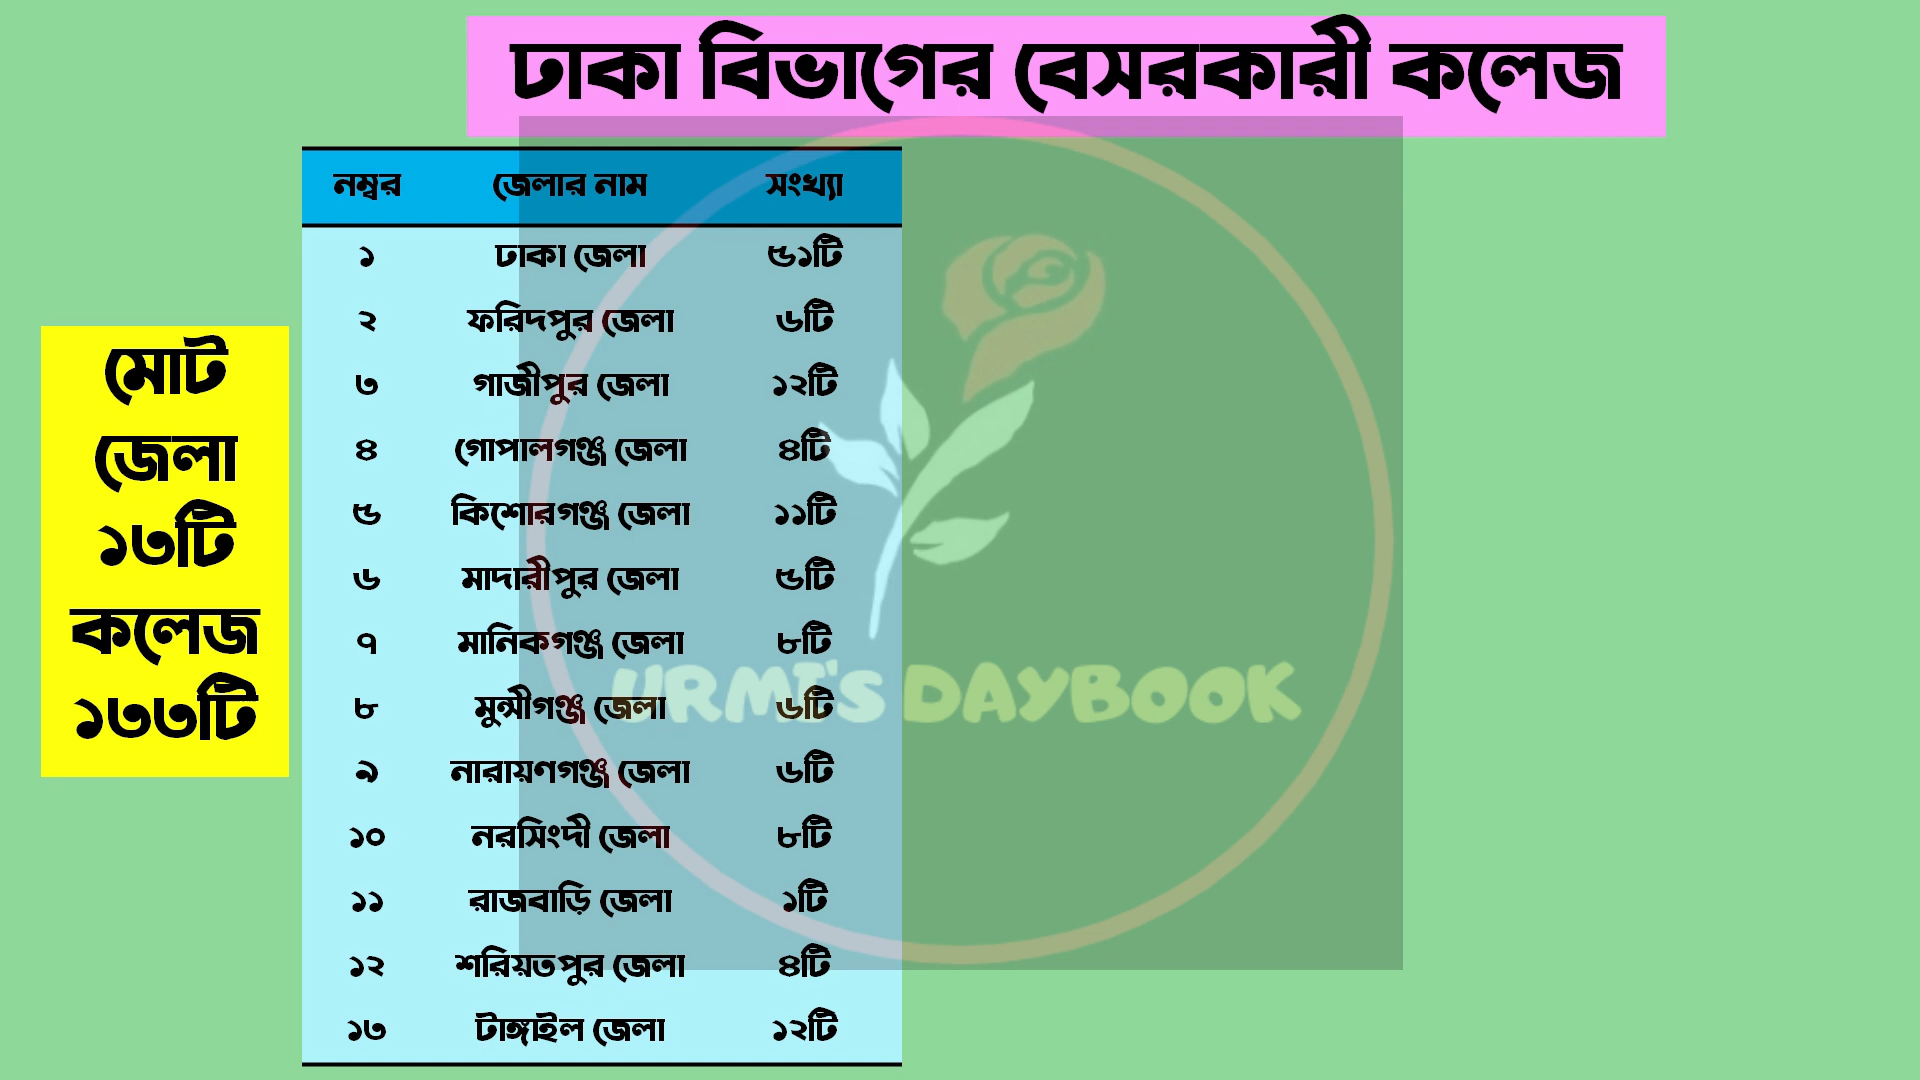 ঢাকা বিভাগের বেসরকারী কলেজ
মোট
জেলা
১৩টি
কলেজ
১৩৩টি
নম্বর জেলার নাম সংখ্যা
১ ঢাকা জেলা ৫১টি
২ ফরিদপুর জেলা ৬টি
৩ গাজীপুর জেলা ১২টি
৪ গোপালগঞ্জ জেলা ৪টি
৫ কিশোরগঞ্জ জেলা ১১টি
৬ মাদারীপুর জেলা ৫টি
৭ মানিকগঞ্জ জেলা ৮টি
৮ মুন্সীগঞ্জ জেলা ৬টি
৯ নারায়ণগঞ্জ জেলা ৬টি
১০ নরসিংদী জেলা ৮টি
১১ রাজবাড়ি জেলা ১টি
১২ শরিয়তপুর জেলা ৪টি
১৩ টাঙ্গাইল জেলা ১২টি
URMI'S DAYBOOK